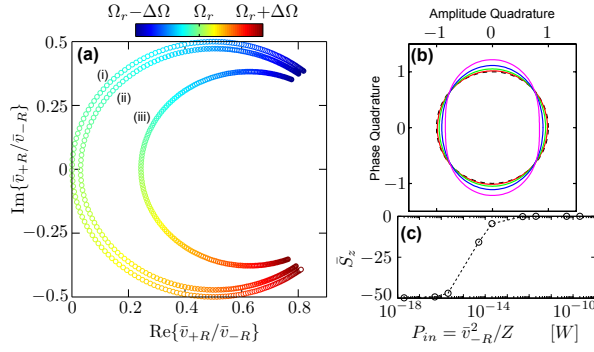 Ω_r−ΔΩ Ω_r Ω_r+ΔΩ
(a)
(i)
(ii)
(iii)
0.5
0.25
0
−0.25
−0.5
Im{v̄_{+R}/v̄_{−R}}
0 0.2 0.4 0.6 0.8
Re{v̄_{+R}/v̄_{−R}}
Amplitude Quadrature
−1 0 1
(b)
1
0
−1
Phase Quadrature
0
−25
−50
S̄_z
(c)
10^{−18} 10^{−14} 10^{−10}
P_{in} = v̄²_{−R}/Z [W]